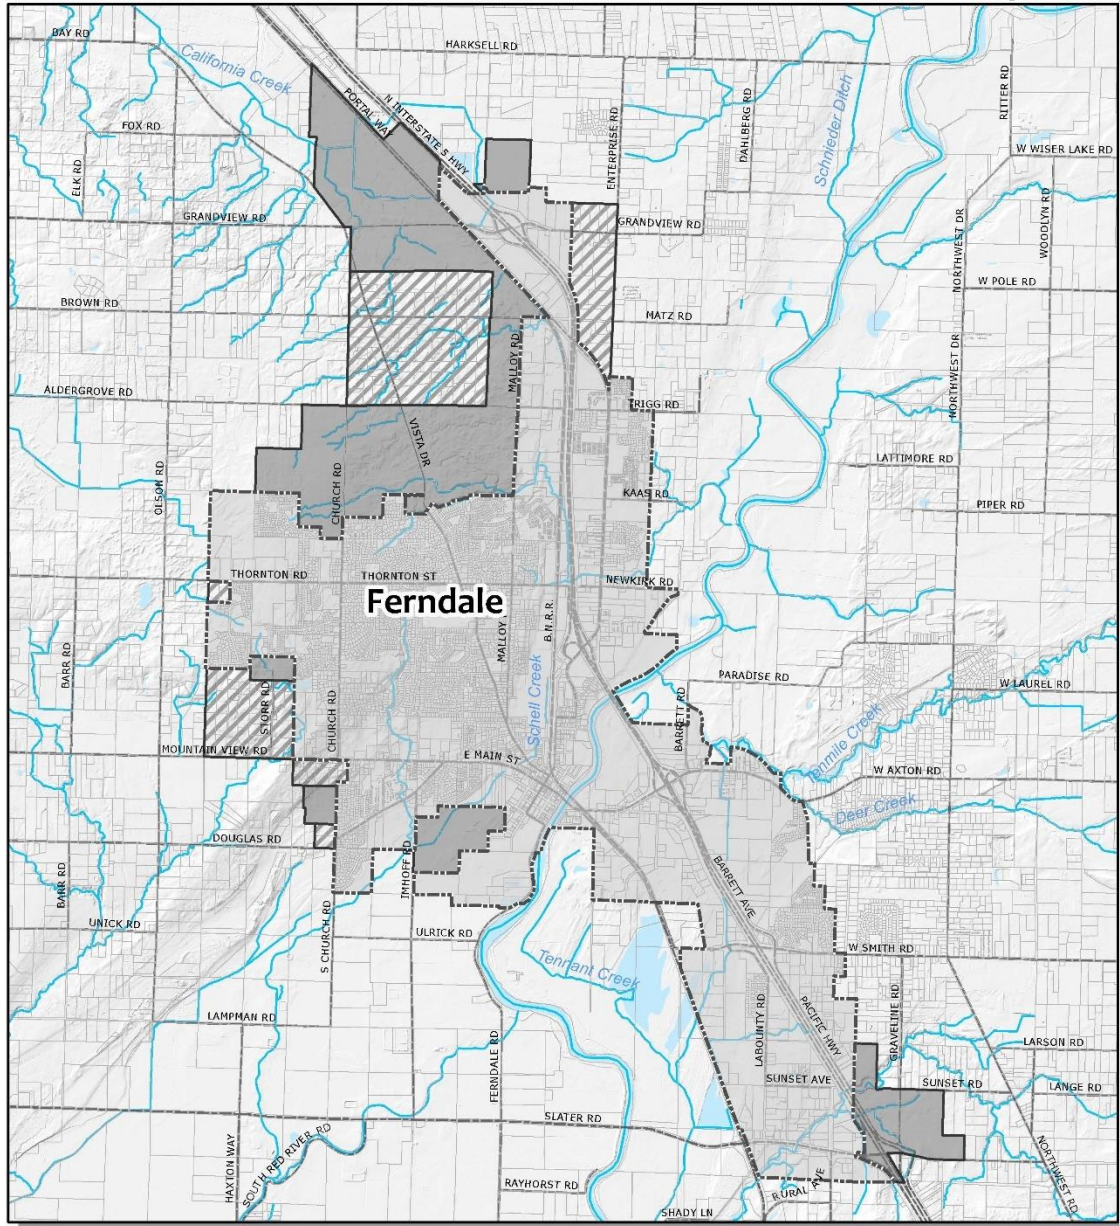 BAY RD
HARKSELL RD
California Creek
N INTERSTATE 5 HWY
PORTAL WAY
FOX RD
ELK RD
ENTERPRISE RD
DAHLBERG RD
Schnieder Ditch
RITTER RD
W WISER LAKE RD
GRANDVIEW RD
GRANDVIEW RD
WOODLYN RD
NORTHWEST DR
W POLE RD
BROWN RD
MATZ RD
MALLOY RD
NORTHWEST DR
ALDERGROVE RD
TRIGG RD
VISTA DR
LATTIMORE RD
OLSON RD
CHURCH RD
KAAS RD
PIPER RD
THORNTON RD
THORNTON ST
NEWKIRK RD
Ferndale
MALLOY
B.N.R.R.
BARR RD
STORR RD
CHURCH RD
Schell Creek
PARADISE RD
W LAUREL RD
BARRETT RD
Tenmile Creek
MOUNTAIN VIEW RD
E MAIN ST
W AXTON RD
Deer Creek
DOUGLAS RD
IMHOFF RD
BARRETT AVE
BARR RD
UNICK RD
S CHURCH RD
ULRICK RD
W SMITH RD
Tennant Creek
LABOUNTY RD
PACIFIC HWY
GRAVELINE RD
LAMPMAN RD
FERNDALE RD
LARSON RD
SUNSET AVE
SUNSET RD
LANGE RD
SLATER RD
HAXTON WAY
SOUTH RED RIVER RD
RAYHORST RD
RURAL AVE
NORTHWEST RD
SHADY LN